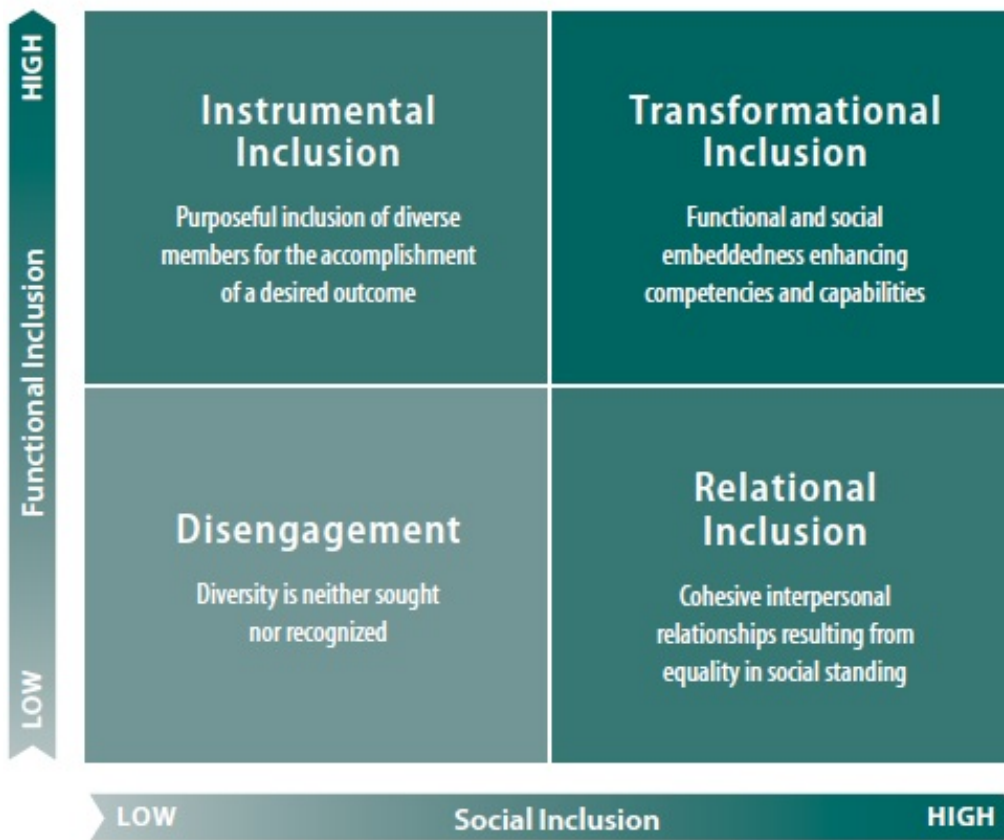 HIGH
Functional Inclusion
LOW
Instrumental
Inclusion
Purposeful inclusion of diverse
members for the accomplishment
of a desired outcome
Transformational
Inclusion
Functional and social
embeddedness enhancing
competencies and capabilities
Disengagement
Diversity is neither sought
nor recognized
Relational
Inclusion
Cohesive interpersonal
relationships resulting from
equality in social standing
LOW
Social Inclusion
HIGH